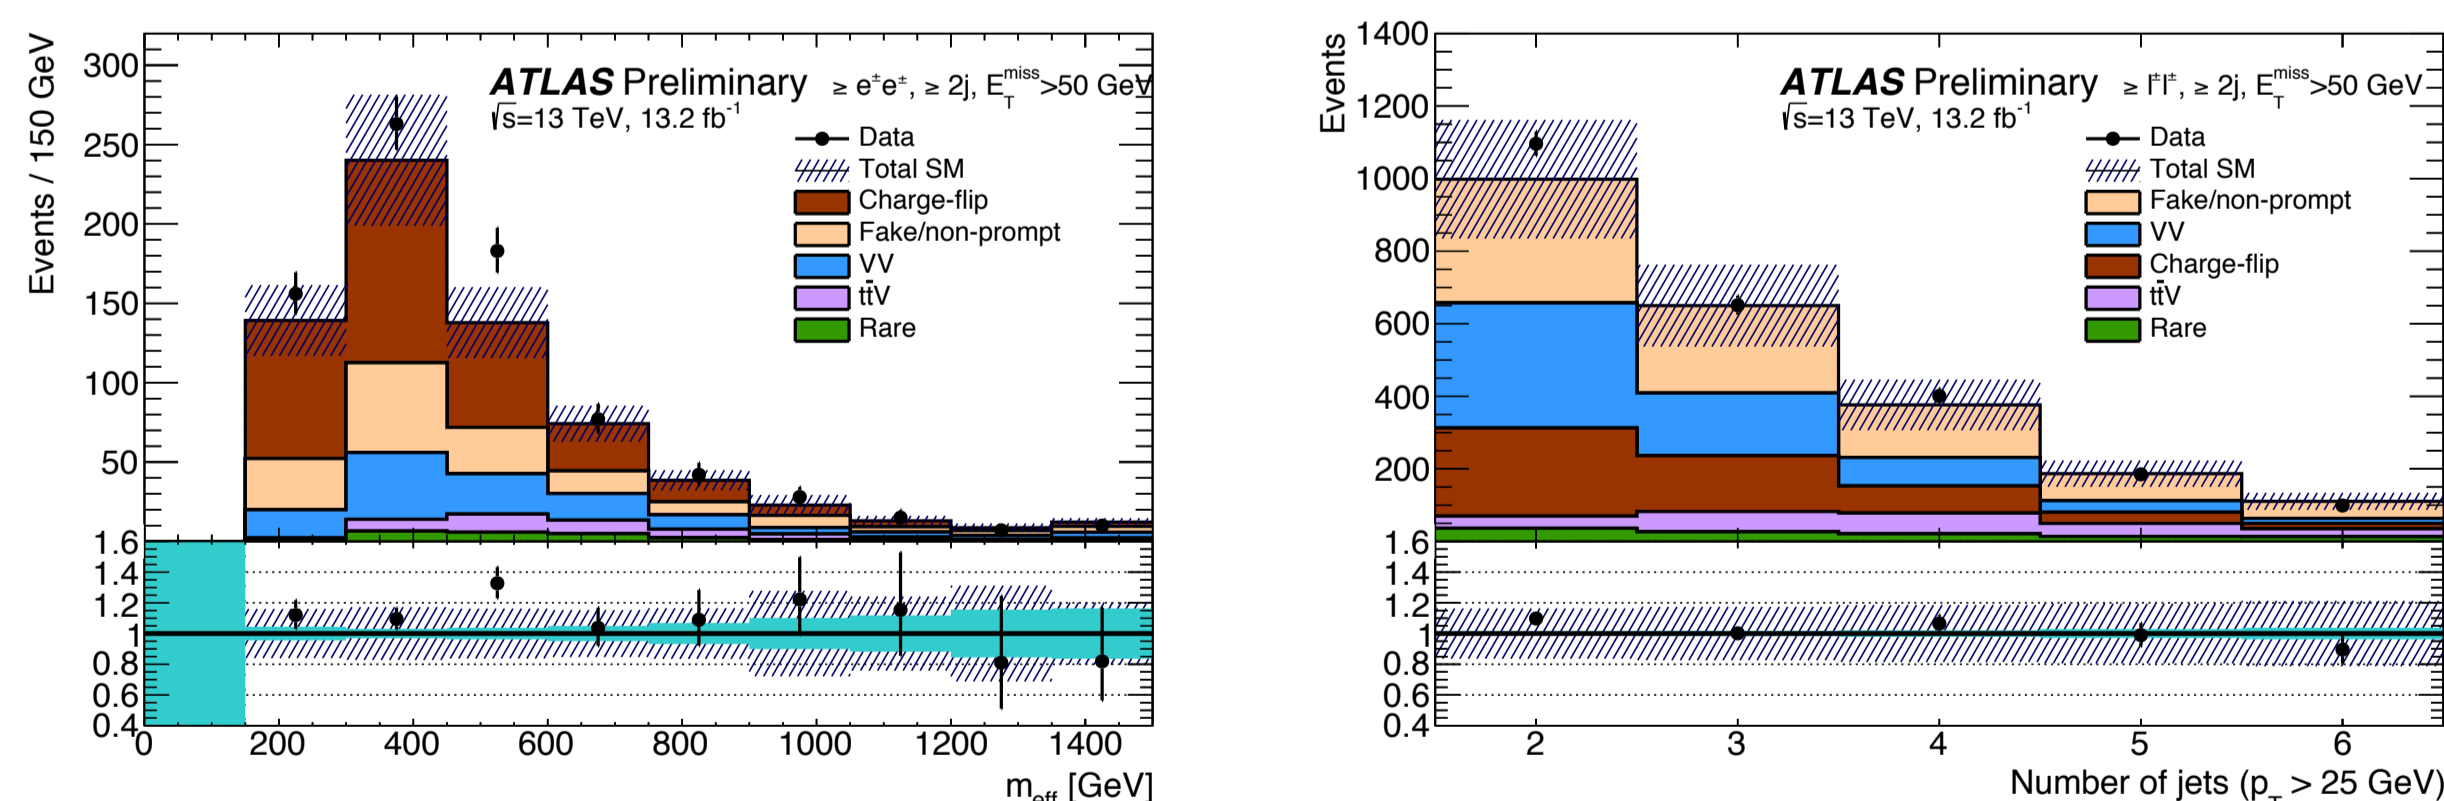 Events / 150 GeV
300
250
200
150
100
50
ATLAS Preliminary ≥ e±e±, ≥ 2j, E_T^miss>50 GeV
√s=13 TeV, 13.2 fb⁻¹
Data
Total SM
Charge-flip
Fake/non-prompt
VV
tt̄V
Rare
1.6
1.4
1.2
1
0.8
0.6
0.4
0 200 400 600 800 1000 1200 1400
m_eff [GeV]
Events
1400
1200
1000
800
600
400
200
ATLAS Preliminary ≥ l±l±, ≥ 2j, E_T^miss>50 GeV
√s=13 TeV, 13.2 fb⁻¹
Data
Total SM
Fake/non-prompt
VV
Charge-flip
tt̄V
Rare
1.6
1.4
1.2
1
0.8
0.6
0.4
2 3 4 5 6
Number of jets (p_T > 25 GeV)